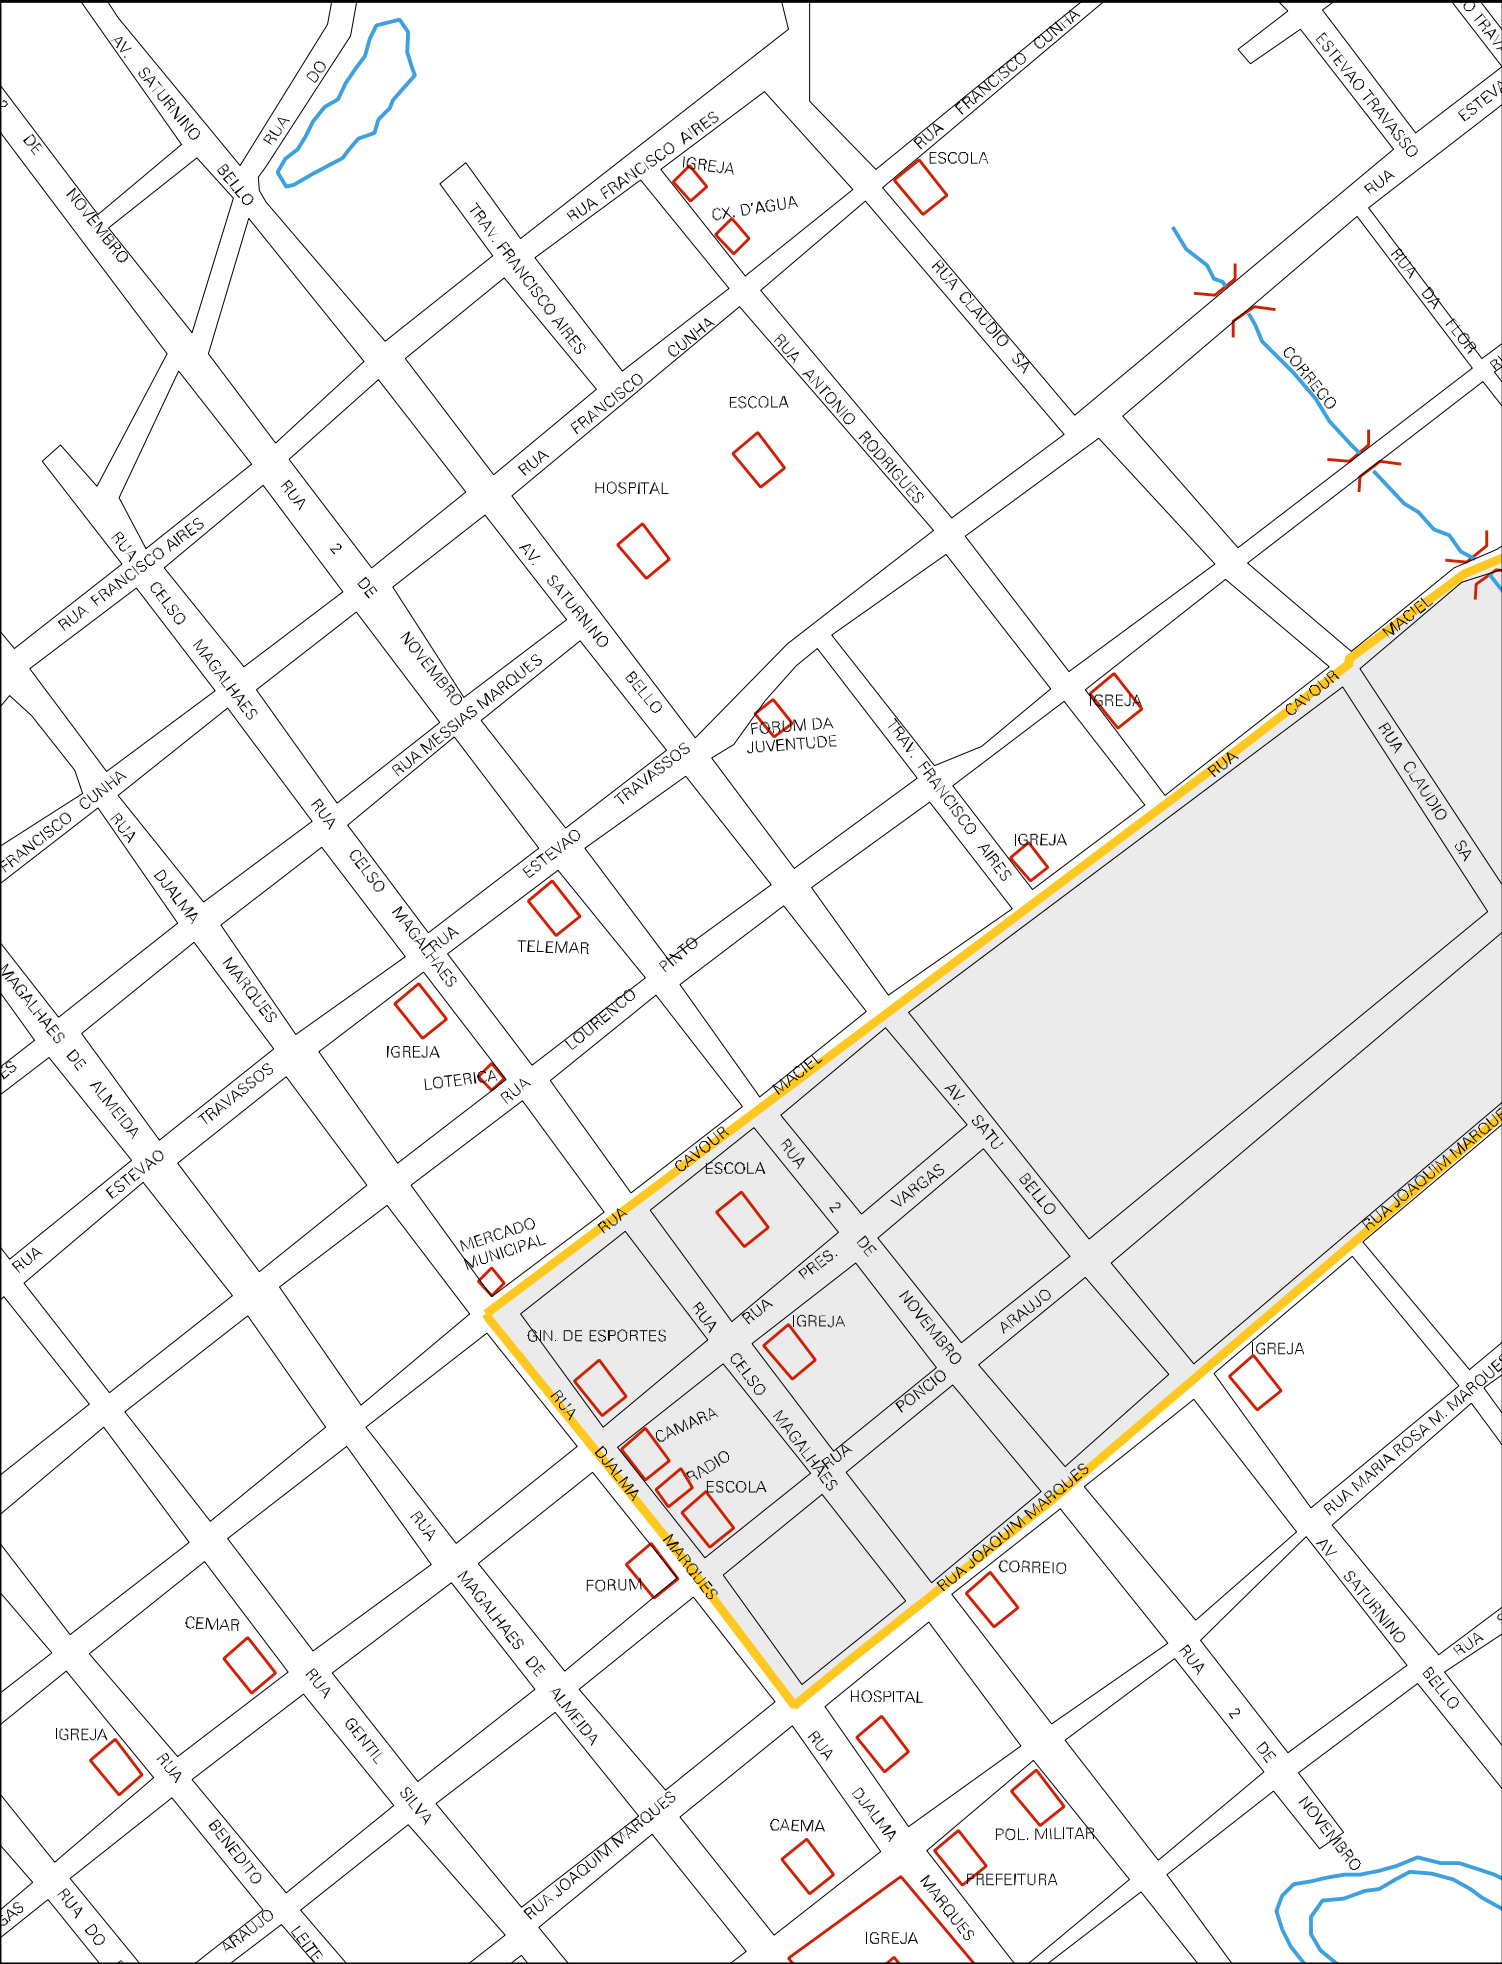 AV. SATURNINO BELLO
RUA DO
DE NOVEMBRO
RUA FRANCISCO AIRES
IGREJA
CX. D'AGUA
TRAV. FRANCISCO AIRES
RUA FRANCISCO CUNHA
ESCOLA
ESTEVAO TRAVASSO
O TRAV
RUA ESTEVA
RUA CLAUDIO SA
RUA DA FLOR
CORREGO
RUA FRANCISCO CUNHA
RUA ANTONIO RODRIGUES
ESCOLA
HOSPITAL
RUA 2 DE NOVEMBRO
AV. SATURNINO BELLO
RUA FRANCISCO AIRES
RUA CELSO MAGALHAES
RUA MESSIAS MARQUES
FORUM DA
JUVENTUDE
TRAV. FRANCISCO AIRES
IGREJA
IGREJA
RUA CAVOUR MACIEL
RUA CLAUDIO SA
FRANCISCO CUNHA
RUA DJALMA MARQUES
RUA CELSO MAGALHAES
RUA ESTEVAO TRAVASSOS
TELEMAR
IGREJA
LOTERICA
RUA LOURENCO PINTO
MAGALHAES DE ALMEIDA
ES
RUA ESTEVAO TRAVASSOS
RUA CAVOUR MACIEL
ESCOLA
MERCADO
MUNICIPAL
RUA 2 DE NOVEMBRO
AV. SATU BELLO
RUA PRES. VARGAS
RUA PONCIO ARAUJO
RUA JOAQUIM MARQUE
GIN. DE ESPORTES
IGREJA
RUA CELSO MAGALHAES
CAMARA
RADIO
ESCOLA
RUA DJALMA MARQUES
FORUM
RUA JOAQUIM MARQUES
CORREIO
IGREJA
RUA MARIA ROSA M. MARQUES
AV. SATURNINO BELLO
RUA
RUA MAGALHAES DE ALMEIDA
CEMAR
IGREJA
RUA GENTIL SILVA
RUA BENEDITO LEITE
HOSPITAL
RUA DJALMA MARQUES
RUA 2 DE NOVEMBRO
POL. MILITAR
PREFEITURA
CAEMA
RUA JOAQUIM MARQUES
IGREJA
RUA DO
ARAUJO
GAS